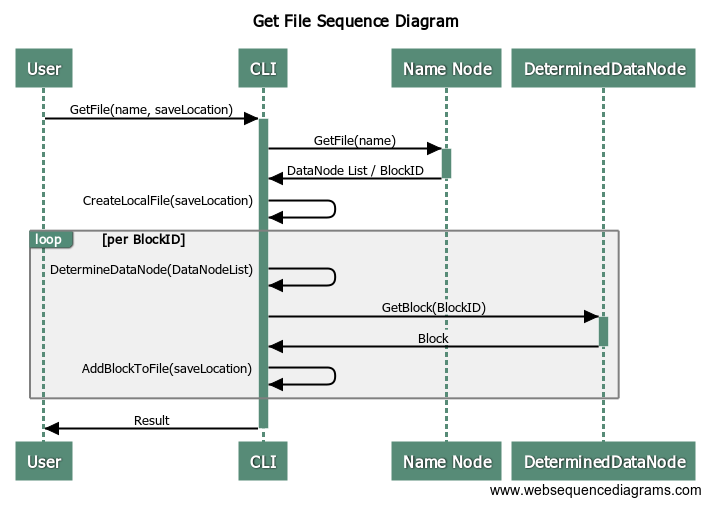 Get File Sequence Diagram
User
CLI
Name Node
DeterminedDataNode
GetFile(name, saveLocation)
GetFile(name)
DataNode List / BlockID
CreateLocalFile(saveLocation)
loop
[per BlockID]
DetermineDataNode(DataNodeList)
GetBlock(BlockID)
Block
AddBlockToFile(saveLocation)
Result
User
CLI
Name Node
DeterminedDataNode
www.websequencediagrams.com